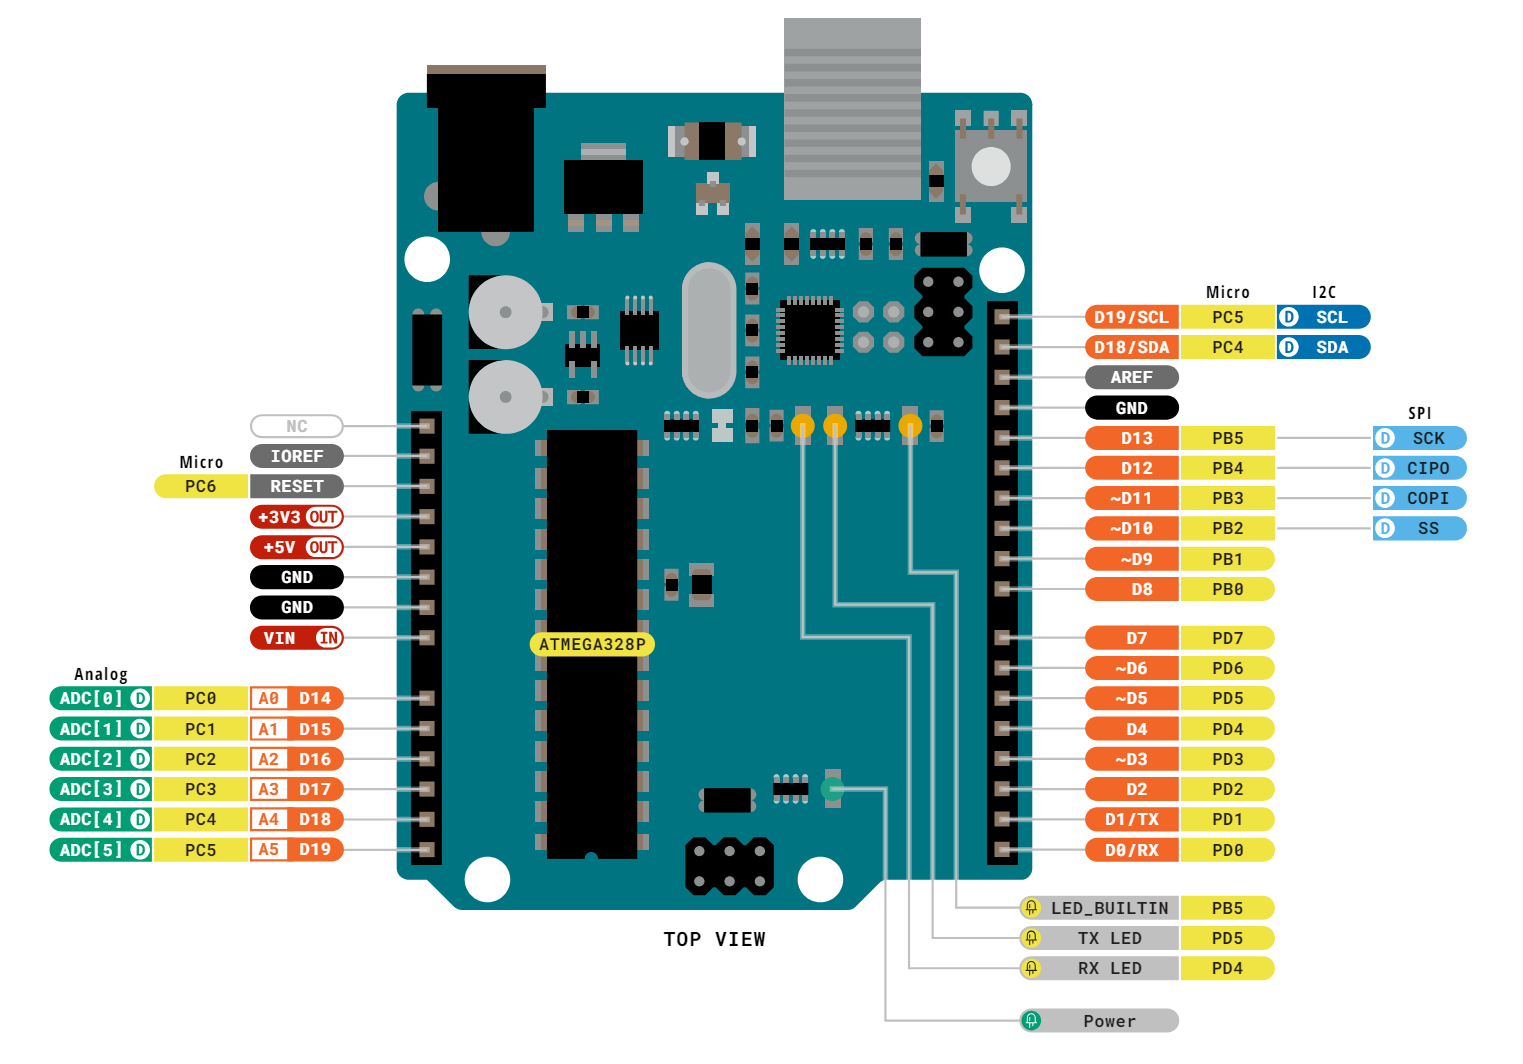 Micro I2C
D19/SCL PC5 D SCL
D18/SDA PC4 D SDA
AREF
GND
SPI
D13 PB5 D SCK
D12 PB4 D CIPO
~D11 PB3 D COPI
~D10 PB2 D SS
~D9 PB1
D8 PB0
D7 PD7
~D6 PD6
~D5 PD5
D4 PD4
~D3 PD3
D2 PD2
D1/TX PD1
D0/RX PD0
NC
IOREF
Micro
PC6 RESET
+3V3 OUT
+5V OUT
GND
GND
VIN IN
Analog
ADC[0] D PC0 A0 D14
ADC[1] D PC1 A1 D15
ADC[2] D PC2 A2 D16
ADC[3] D PC3 A3 D17
ADC[4] D PC4 A4 D18
ADC[5] D PC5 A5 D19
ATMEGA328P
LED_BUILTIN PB5
TX LED PD5
RX LED PD4
Power
TOP VIEW